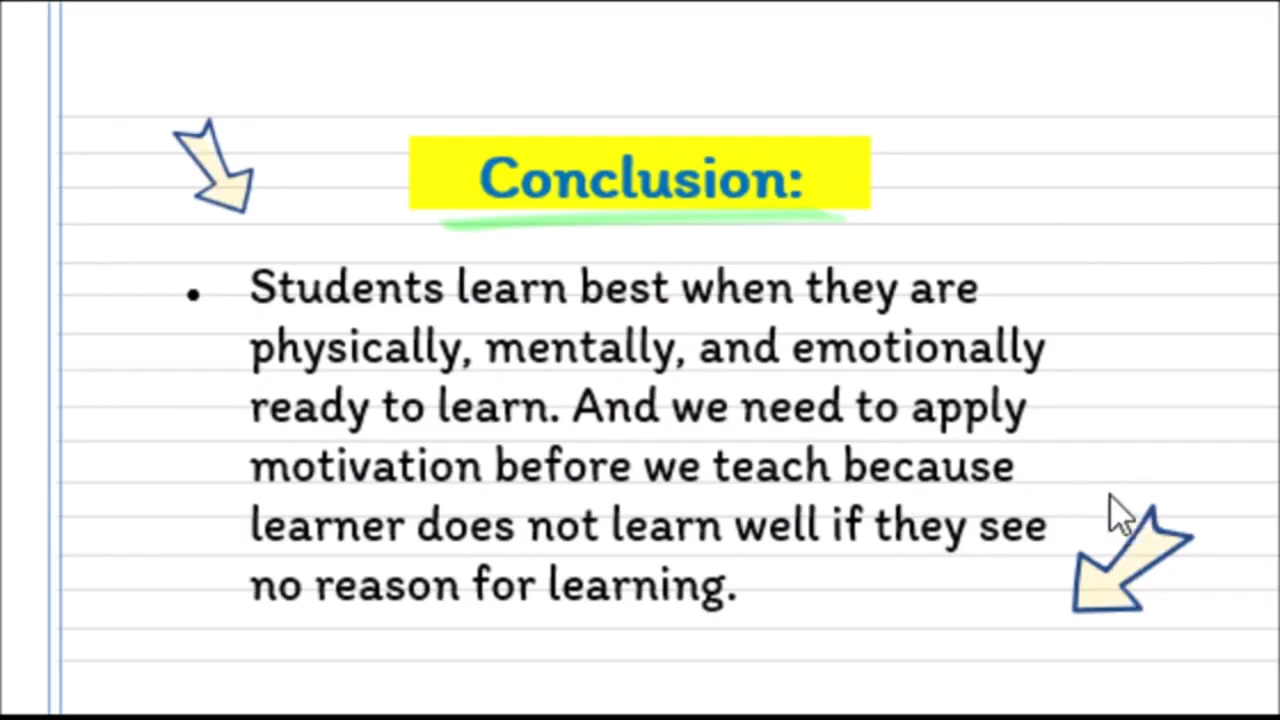 Conclusion:
• Students learn best when they are
physically, mentally, and emotionally
ready to learn. And we need to apply
motivation before we teach because
learner does not learn well if they see
no reason for learning.